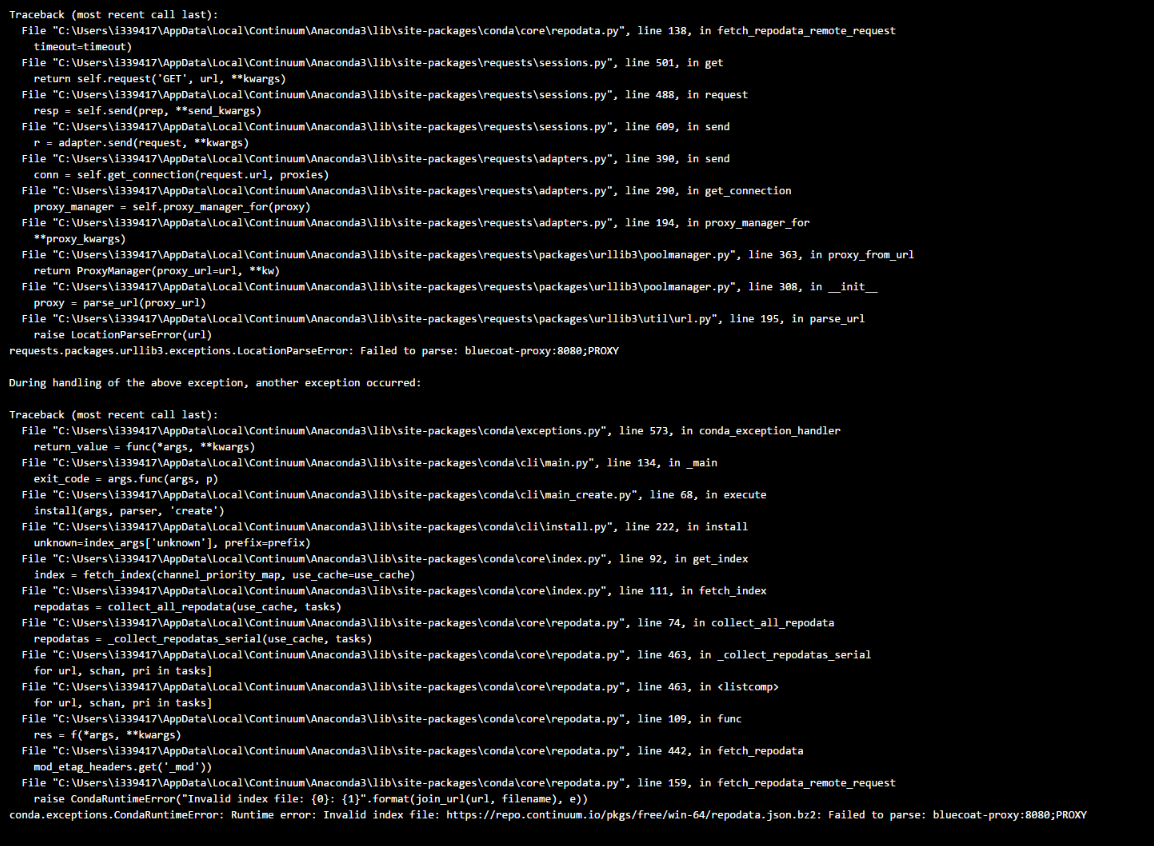 Traceback (most recent call last):
File "C:\Users\i339417\AppData\Local\Continuum\Anaconda3\lib\site-packages\conda\core\repodata.py", line 138, in fetch_repodata_remote_request
timeout=timeout)
File "C:\Users\i339417\AppData\Local\Continuum\Anaconda3\lib\site-packages\requests\sessions.py", line 501, in get
return self.request('GET', url, **kwargs)
File "C:\Users\i339417\AppData\Local\Continuum\Anaconda3\lib\site-packages\requests\sessions.py", line 488, in request
resp = self.send(prep, **send_kwargs)
File "C:\Users\i339417\AppData\Local\Continuum\Anaconda3\lib\site-packages\requests\sessions.py", line 609, in send
r = adapter.send(request, **kwargs)
File "C:\Users\i339417\AppData\Local\Continuum\Anaconda3\lib\site-packages\requests\adapters.py", line 390, in send
conn = self.get_connection(request.url, proxies)
File "C:\Users\i339417\AppData\Local\Continuum\Anaconda3\lib\site-packages\requests\adapters.py", line 290, in get_connection
proxy_manager = self.proxy_manager_for(proxy)
File "C:\Users\i339417\AppData\Local\Continuum\Anaconda3\lib\site-packages\requests\adapters.py", line 194, in proxy_manager_for
**proxy_kwargs)
File "C:\Users\i339417\AppData\Local\Continuum\Anaconda3\lib\site-packages\requests\packages\urllib3\poolmanager.py", line 363, in proxy_from_url
return ProxyManager(proxy_url=url, **kw)
File "C:\Users\i339417\AppData\Local\Continuum\Anaconda3\lib\site-packages\requests\packages\urllib3\poolmanager.py", line 308, in __init__
proxy = parse_url(proxy_url)
File "C:\Users\i339417\AppData\Local\Continuum\Anaconda3\lib\site-packages\requests\packages\urllib3\util\url.py", line 195, in parse_url
raise LocationParseError(url)
requests.packages.urllib3.exceptions.LocationParseError: Failed to parse: bluecoat-proxy:8080;PROXY
During handling of the above exception, another exception occurred:
Traceback (most recent call last):
File "C:\Users\i339417\AppData\Local\Continuum\Anaconda3\lib\site-packages\conda\exceptions.py", line 573, in conda_exception_handler
return_value = func(*args, **kwargs)
File "C:\Users\i339417\AppData\Local\Continuum\Anaconda3\lib\site-packages\conda\cli\main.py", line 134, in _main
exit_code = args.func(args, p)
File "C:\Users\i339417\AppData\Local\Continuum\Anaconda3\lib\site-packages\conda\cli\main_create.py", line 68, in execute
install(args, parser, 'create')
File "C:\Users\i339417\AppData\Local\Continuum\Anaconda3\lib\site-packages\conda\cli\install.py", line 222, in install
unknown=index_args['unknown'], prefix=prefix)
File "C:\Users\i339417\AppData\Local\Continuum\Anaconda3\lib\site-packages\conda\core\index.py", line 92, in get_index
index = fetch_index(channel_priority_map, use_cache=use_cache)
File "C:\Users\i339417\AppData\Local\Continuum\Anaconda3\lib\site-packages\conda\core\index.py", line 111, in fetch_index
repodatas = collect_all_repodata(use_cache, tasks)
File "C:\Users\i339417\AppData\Local\Continuum\Anaconda3\lib\site-packages\conda\core\repodata.py", line 74, in collect_all_repodata
repodatas = _collect_repodatas_serial(use_cache, tasks)
File "C:\Users\i339417\AppData\Local\Continuum\Anaconda3\lib\site-packages\conda\core\repodata.py", line 463, in _collect_repodatas_serial
for url, schan, pri in tasks]
File "C:\Users\i339417\AppData\Local\Continuum\Anaconda3\lib\site-packages\conda\core\repodata.py", line 463, in <listcomp>
for url, schan, pri in tasks]
File "C:\Users\i339417\AppData\Local\Continuum\Anaconda3\lib\site-packages\conda\core\repodata.py", line 109, in func
res = f(*args, **kwargs)
File "C:\Users\i339417\AppData\Local\Continuum\Anaconda3\lib\site-packages\conda\core\repodata.py", line 442, in fetch_repodata
mod_etag_headers.get('_mod'))
File "C:\Users\i339417\AppData\Local\Continuum\Anaconda3\lib\site-packages\conda\core\repodata.py", line 159, in fetch_repodata_remote_request
raise CondaRuntimeError("Invalid index file: {0}: {1}".format(join_url(url, filename), e))
conda.exceptions.CondaRuntimeError: Runtime error: Invalid index file: https://repo.continuum.io/pkgs/free/win-64/repodata.json.bz2: Failed to parse: bluecoat-proxy:8080;PROXY